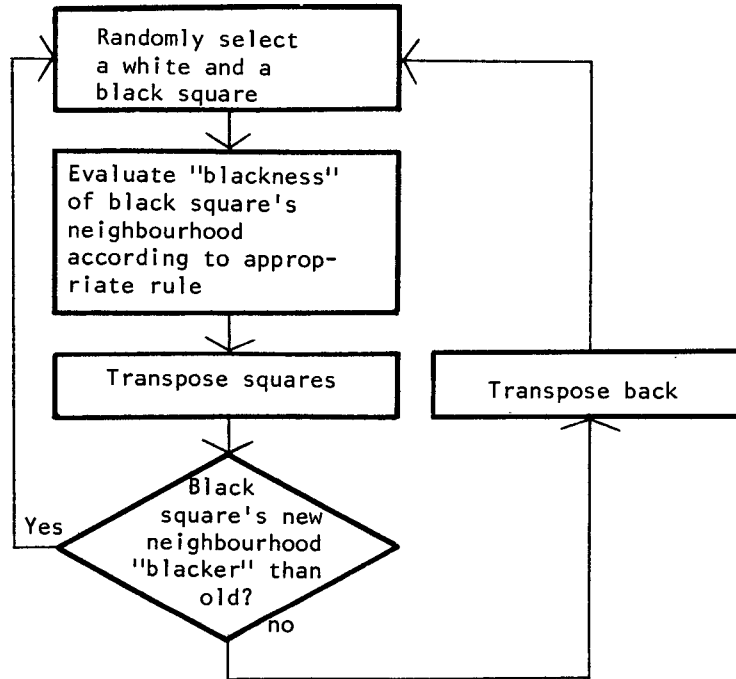 Randomly select
a white and a
black square
Evaluate "blackness"
of black square's
neighbourhood
according to approp-
riate rule
Transpose squares
Transpose back
Black
square's new
neighbourhood
"blacker" than
old?
Yes
no